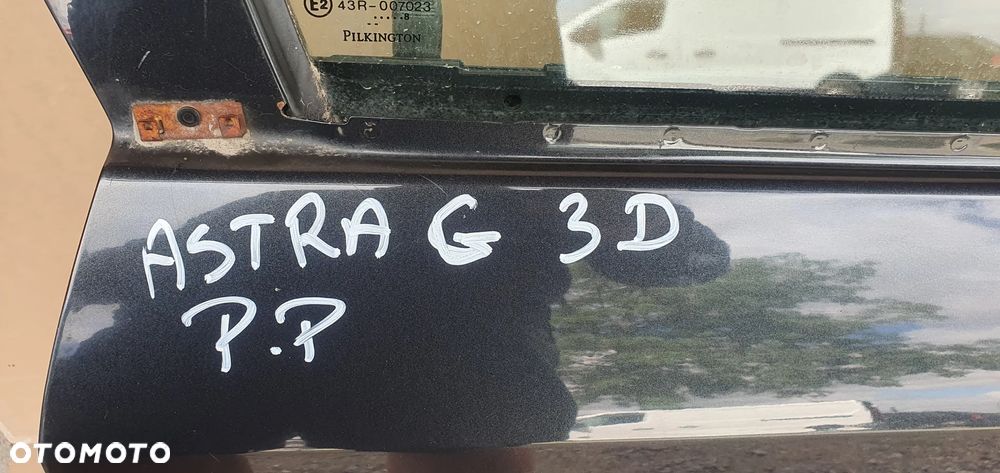 E2 43R-007023
PILKINGTON
ASTRA G 3D
P.P
OTOMOTO